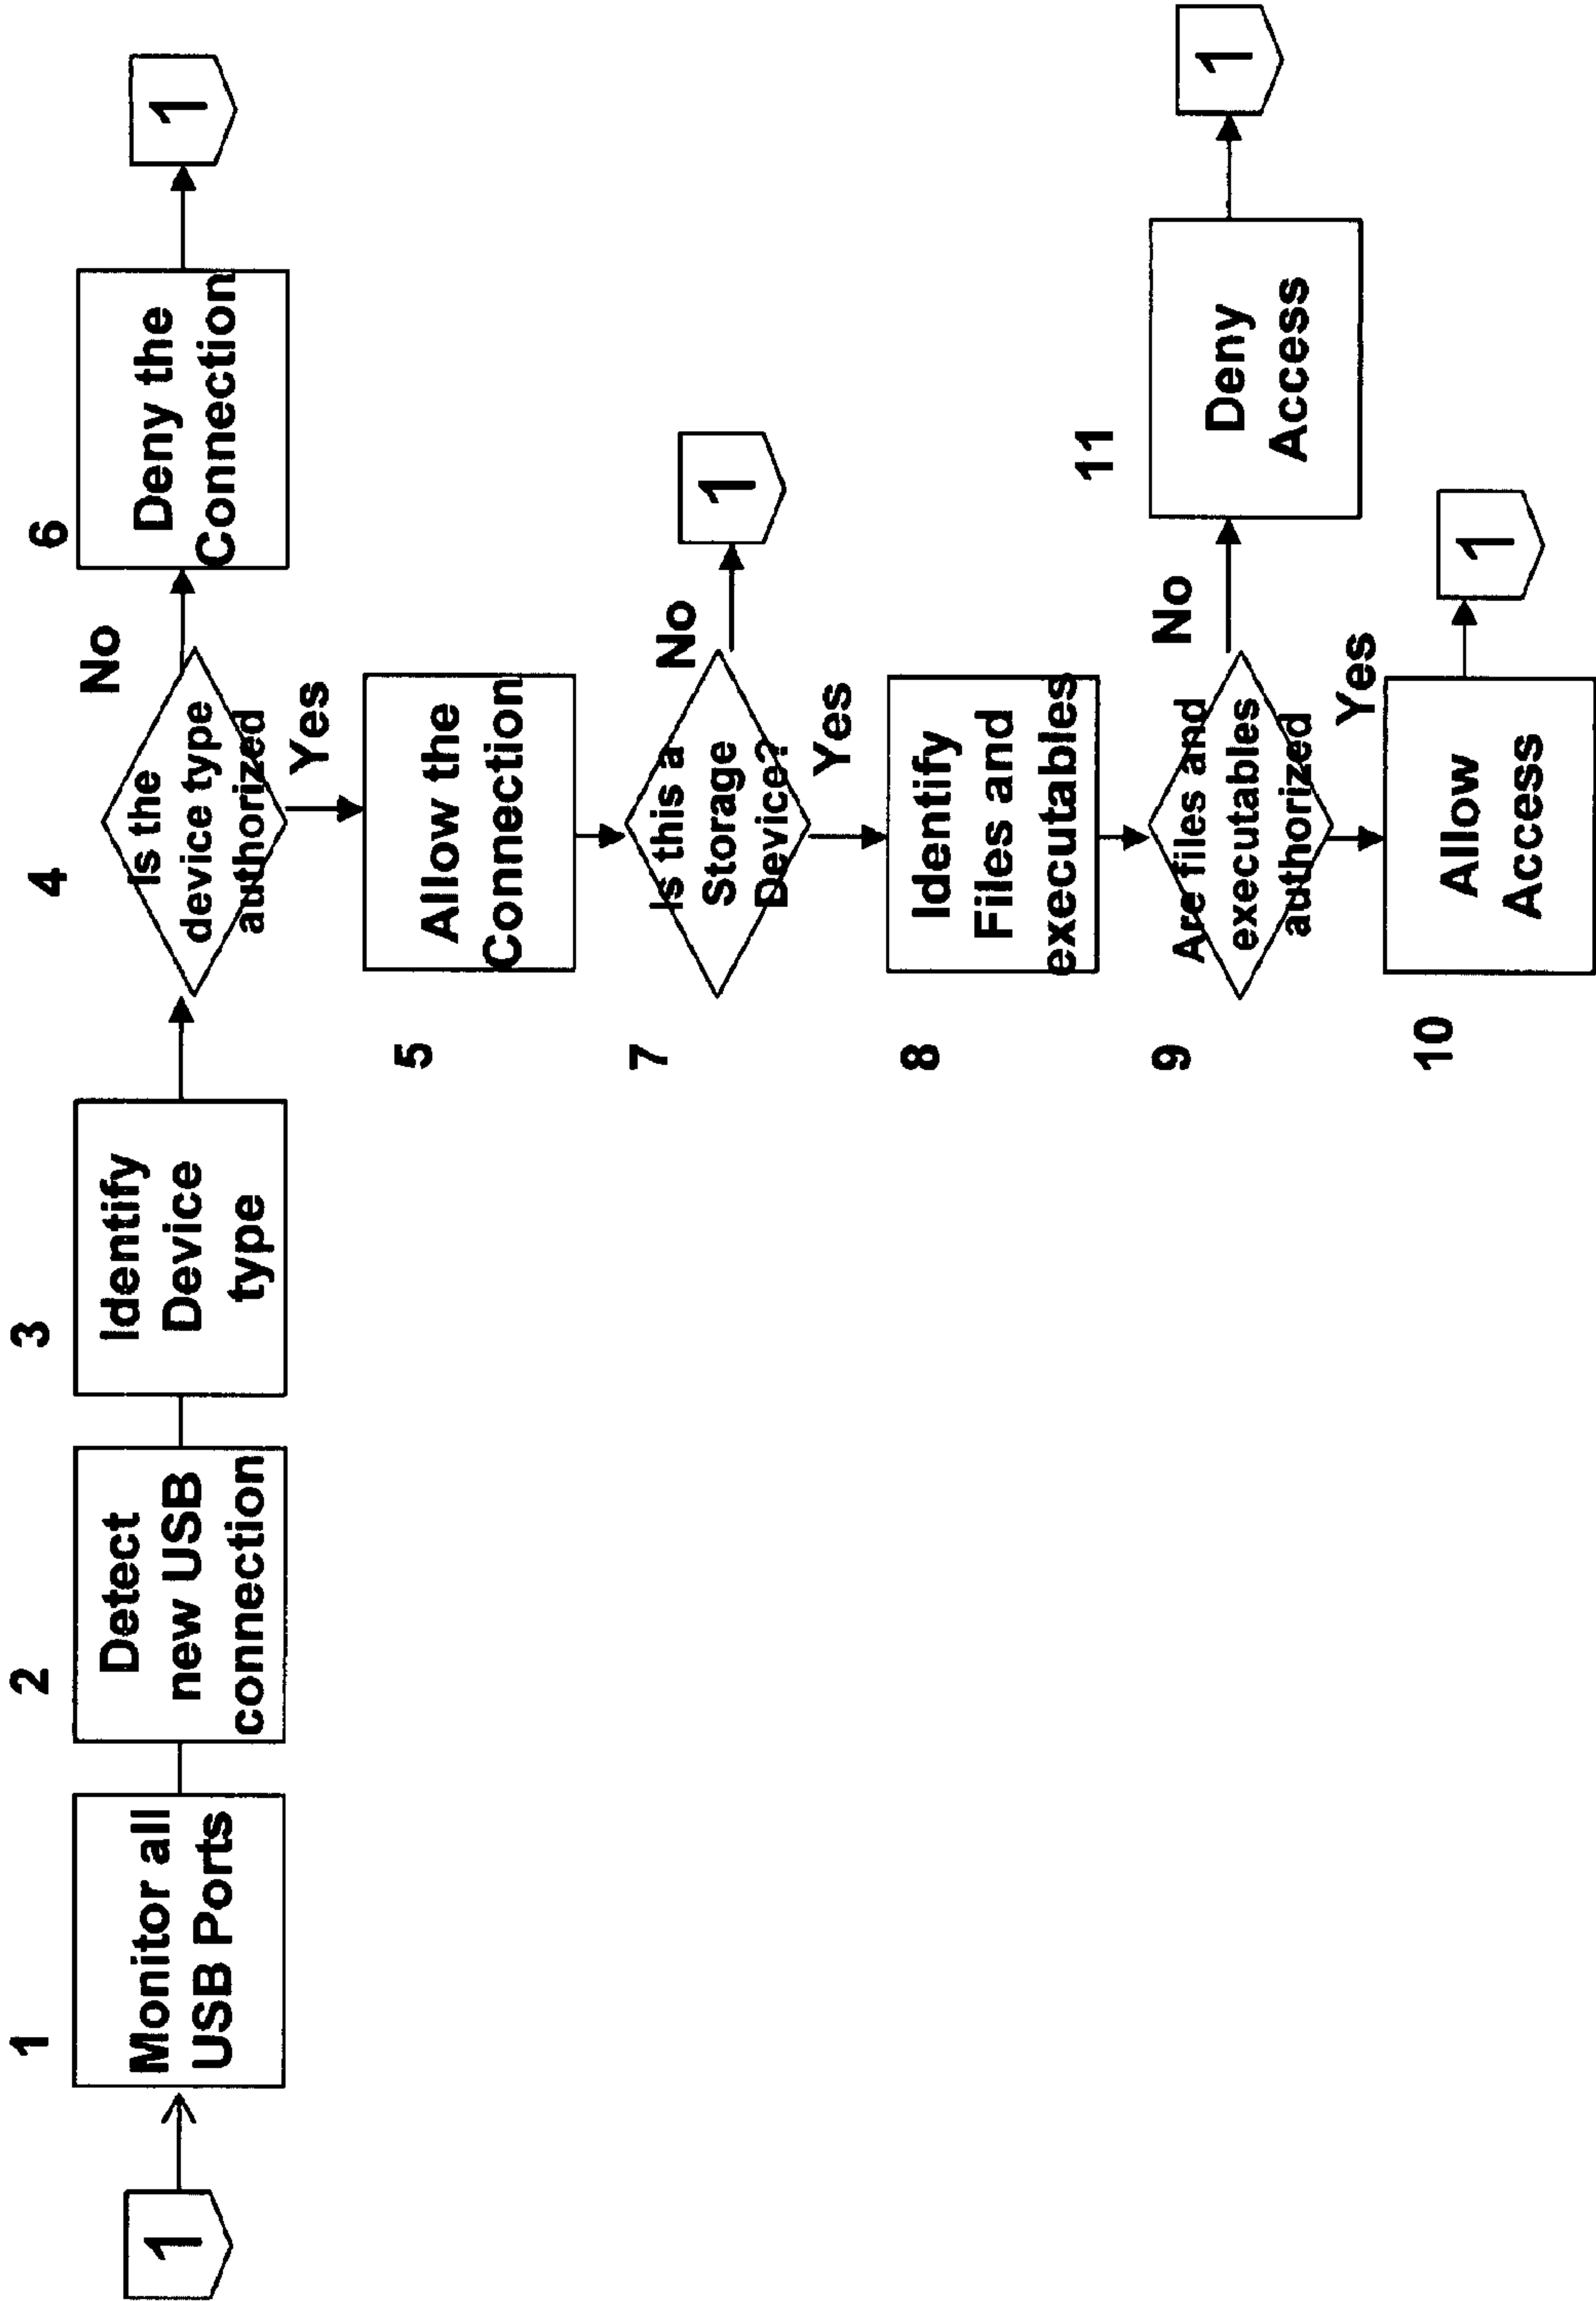 1
1
Monitor all
USB Ports
2
Detect
new USB
connection
3
Identify
Device
type
4
Is the
device type
authorized
No
6
Deny the
Connection
1
Yes
5
Allow the
Connection
7
Is this a
Storage
Device?
No
1
Yes
8
Identify
Files and
executables
9
Are files and
executables
authorized
No
11
Deny
Access
1
Yes
10
Allow
Access
1